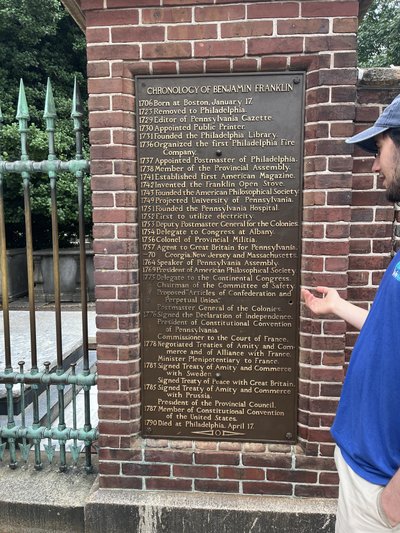 CHRONOLOGY OF BENJAMIN FRANKLIN
1706 Born at Boston, January 17.
1723 Removed to Philadelphia.
1729 Editor of Pennsylvania Gazette.
1730 Appointed Public Printer.
1731 Founded the Philadelphia Library.
1736 Organized the first Philadelphia Fire Company.
1737 Appointed Postmaster of Philadelphia.
1738 Member of the Provincial Assembly.
1741 Established first American Magazine.
1742 Invented the Franklin Open Stove.
1743 Founded the American Philosophical Society
1749 Projected University of Pennsylvania.
1751 Founded the Pennsylvania Hospital.
1752 First to utilize electricity.
1753 Deputy Postmaster General for the Colonies.
1754 Delegate to Congress at Albany.
1756 Colonel of Provincial Militia.
1757 Agent to Great Britain for Pennsylvania.
-70 Georgia, New Jersey and Massachusetts.
1764 Speaker of Pennsylvania Assembly.
1769 President of American Philosophical Society
1775 Delegate to the Continental Congress.
Chairman of the Committee of Safety
Proposed "Articles of Confederation and
Perpetual Union."
Postmaster General of the Colonies.
1776 Signed the Declaration of Independence.
President of Constitutional Convention
of Pennsylvania.
Commissioner to the Court of France.
1778 Negotiated Treaties of Amity and Com-
merce and of Alliance with France.
Minister Plenipotentiary to France.
1783 Signed Treaty of Amity and Commerce
with Sweden.
Signed Treaty of Peace with Great Britain.
1785 Signed Treaty of Amity and Commerce
with Prussia.
President of the Provincial Council.
1787 Member of Constitutional Convention
of the United States.
1790 Died at Philadelphia, April 17.